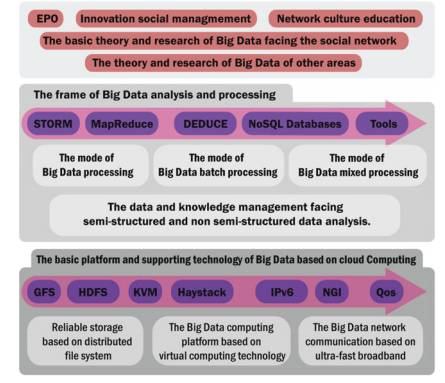 EPO
Innovation social managmement
Network culture education
The basic theory and research of Big Data facing the social network
The theory and research of Big Data of other areas
The frame of Big Data analysis and processing
STORM
MapReduce
DEDUCE
NoSQL Databases
Tools
The mode of
Big Data processing
The mode of
Big Data batch processing
The mode of
Big Data mixed processing
The data and knowledge management facing
semi-structured and non semi-structured data analysis.
The basic platform and supporting technology of Big Data based on cloud Computing
GFS
HDFS
KVM
Haystack
IPv6
NGI
Qos
Reliable storage
based on distributed
file system
The Big Data computing
platform based on
virtual computing technology
The Big Data network
communication based on
ultra-fast broadband